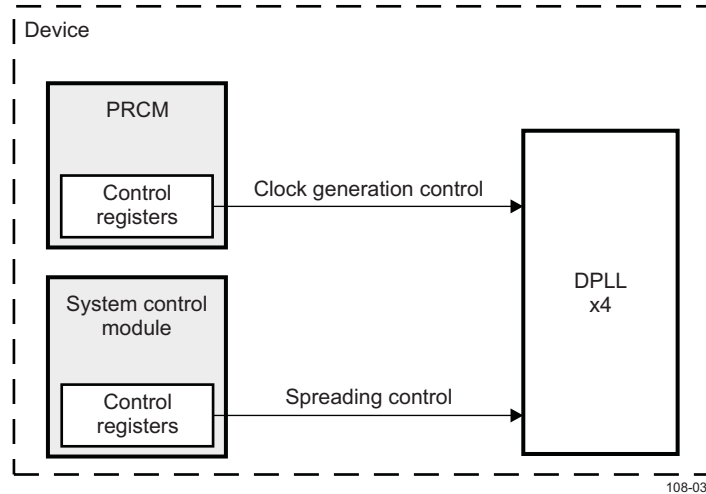 Device
PRCM
Control
registers
Clock generation control
System control
module
Control
registers
Spreading control
DPLL
x4
108-03